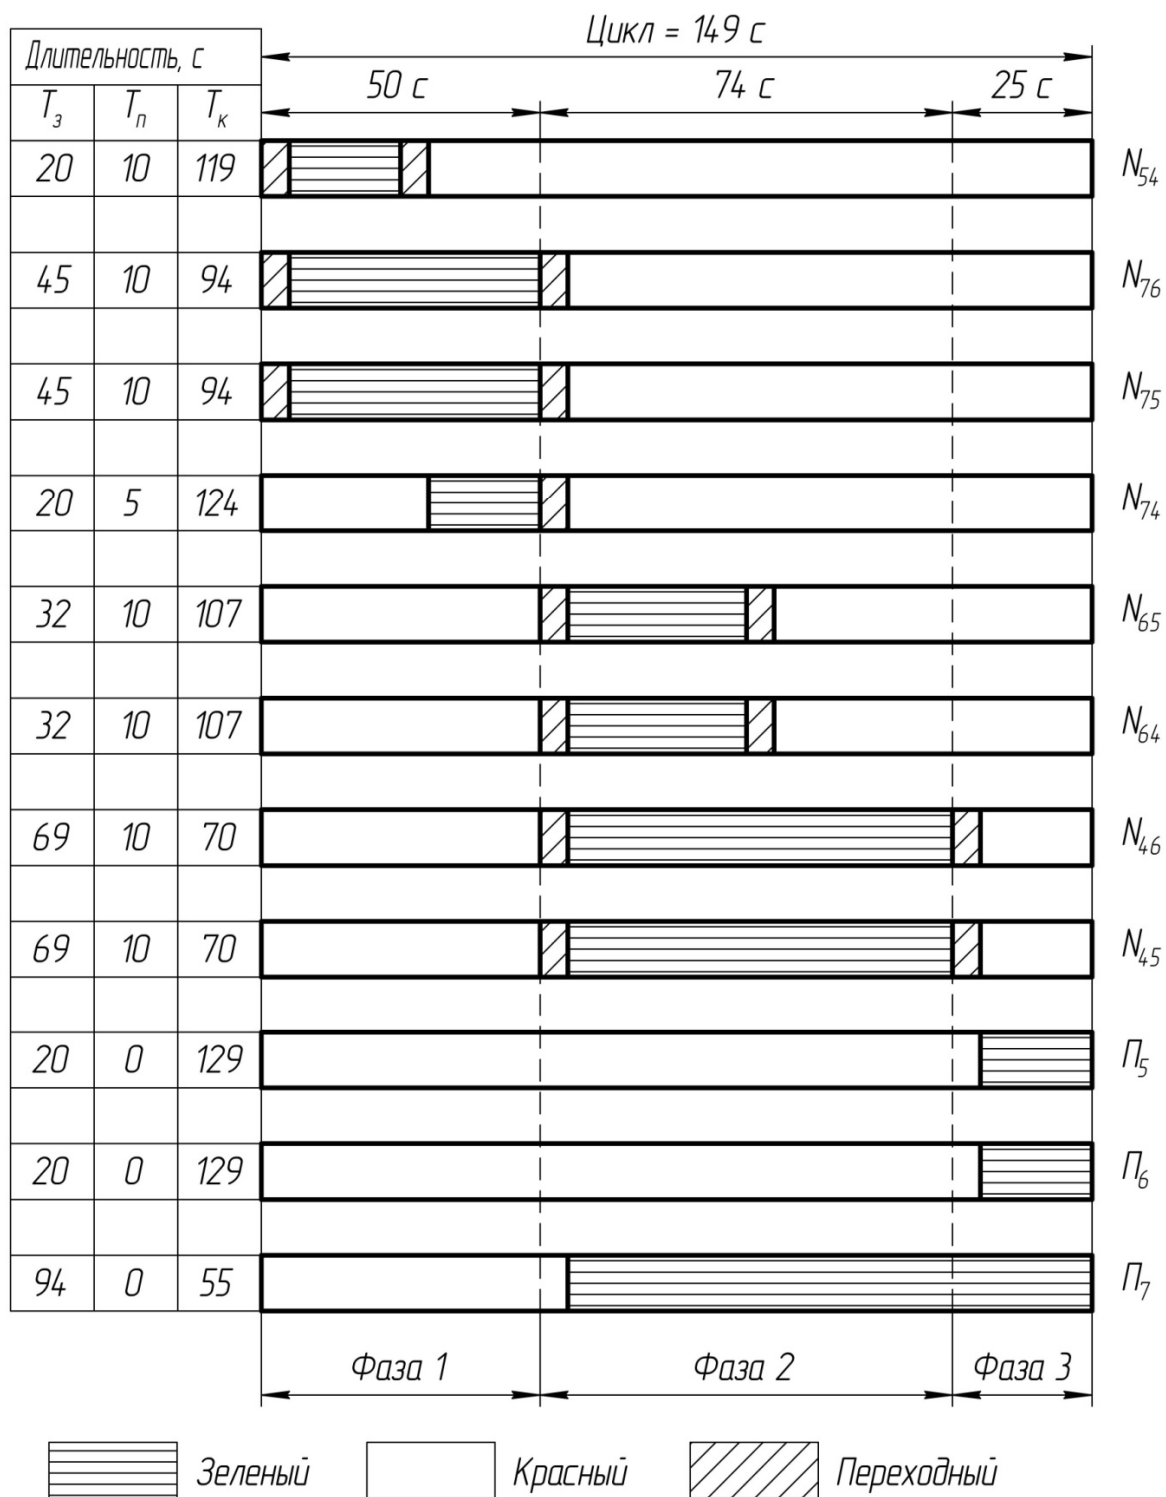 Цикл = 149 с
Длительность, с
50 с 74 с 25 с
Tз Tп Tк
20 10 119 N54
45 10 94 N76
45 10 94 N75
20 5 124 N74
32 10 107 N65
32 10 107 N64
69 10 70 N46
69 10 70 N45
20 0 129 П5
20 0 129 П6
94 0 55 П7
Фаза 1 Фаза 2 Фаза 3
Зеленый Красный Переходный